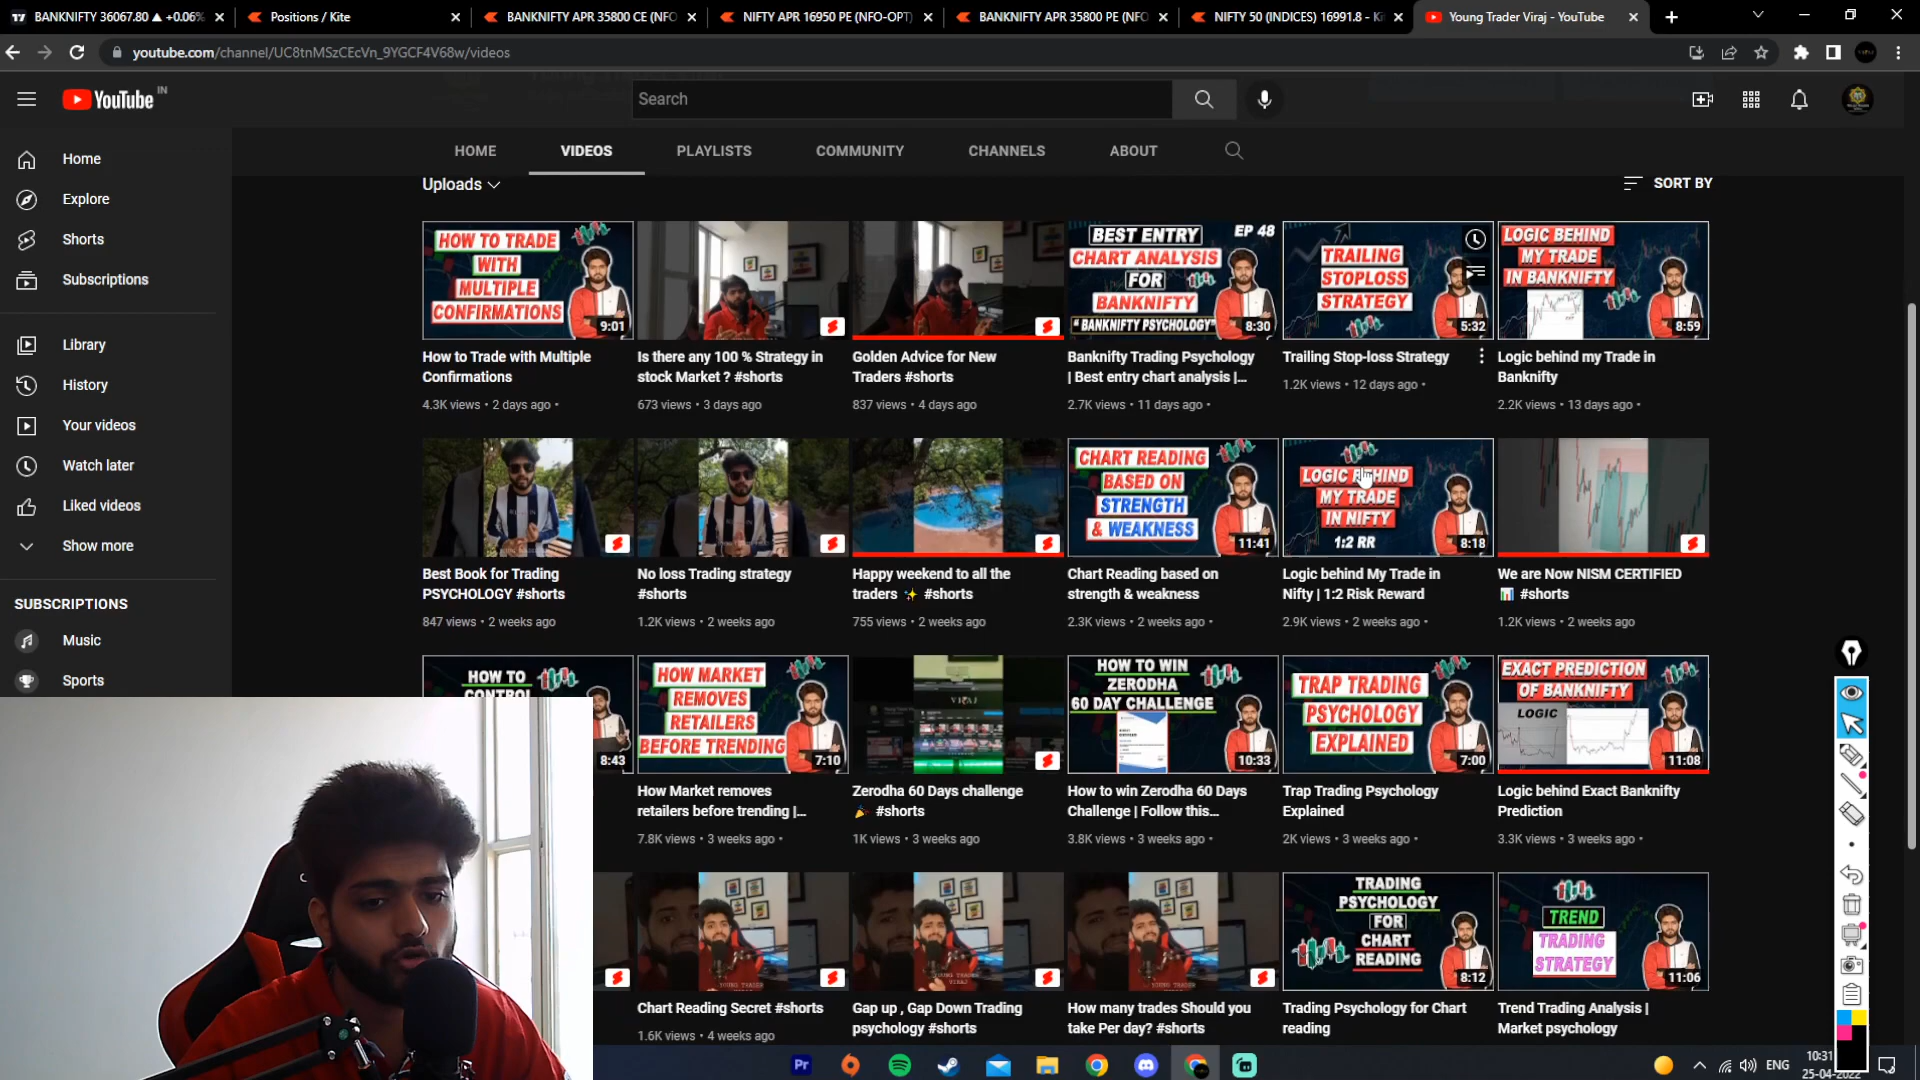 BANKNIFTY 36067.80 ▲ +0.06%
Positions / Kite
BANKNIFTY APR 35800 CE (NFO
NIFTY APR 16950 PE (NFO-OPT)
BANKNIFTY APR 35800 PE (NFO
NIFTY 50 (INDICES) 16991.8 - Ki
Young Trader Viraj - YouTube
youtube.com/channel/UC8tnMSzCEcVn_9YGCF4V68w/videos
YouTube IN
Search
HOME VIDEOS PLAYLISTS COMMUNITY CHANNELS ABOUT
Home
Explore
Shorts
Subscriptions
Library
History
Your videos
Watch later
Liked videos
Show more
SUBSCRIPTIONS
Music
Sports
Uploads
SORT BY
HOW TO TRADE
WITH
MULTIPLE
CONFIRMATIONS
9:01
How to Trade with Multiple
Confirmations
4.3K views • 2 days ago •
Is there any 100 % Strategy in
stock Market ? #shorts
673 views • 3 days ago
Golden Advice for New
Traders #shorts
837 views • 4 days ago
BEST ENTRY EP 48
CHART ANALYSIS
FOR
BANKNIFTY
"BANKNIFTY PSYCHOLOGY"
8:30
Banknifty Trading Psychology
| Best entry chart analysis |...
2.7K views • 11 days ago •
TRAILING
STOPLOSS
STRATEGY
5:32
Trailing Stop-loss Strategy
1.2K views • 12 days ago •
LOGIC BEHIND
MY TRADE
IN BANKNIFTY
8:59
Logic behind my Trade in
Banknifty
2.2K views • 13 days ago •
Best Book for Trading
PSYCHOLOGY #shorts
847 views • 2 weeks ago
No loss Trading strategy
#shorts
1.2K views • 2 weeks ago
Happy weekend to all the
traders ✨ #shorts
755 views • 2 weeks ago
CHART READING
BASED ON
STRENGTH
& WEAKNESS
11:41
Chart Reading based on
strength & weakness
2.3K views • 2 weeks ago •
LOGIC BEHIND
MY TRADE
IN NIFTY
1:2 RR
8:18
Logic behind My Trade in
Nifty | 1:2 Risk Reward
2.9K views • 2 weeks ago •
We are Now NISM CERTIFIED
📊 #shorts
1.2K views • 2 weeks ago
HOW TO
CONTROL
8:43
HOW MARKET
REMOVES
RETAILERS
BEFORE TRENDING
7:10
How Market removes
retailers before trending |...
7.8K views • 3 weeks ago •
VIRAJ
Zerodha 60 Days challenge
🎉 #shorts
1K views • 3 weeks ago
HOW TO WIN
ZERODHA
60 DAY CHALLENGE
10:33
How to win Zerodha 60 Days
Challenge | Follow this...
3.8K views • 3 weeks ago •
TRAP TRADING
PSYCHOLOGY
EXPLAINED
7:00
Trap Trading Psychology
Explained
2K views • 3 weeks ago •
EXACT PREDICTION
OF BANKNIFTY
LOGIC
11:08
Logic behind Exact Banknifty
Prediction
3.3K views • 3 weeks ago •
YOUNG TRADER
VIRAJ
Chart Reading Secret #shorts
1.6K views • 4 weeks ago
YOUNG TRADER
VIRAJ
Gap up , Gap Down Trading
psychology #shorts
YOUNG TRADER
VIRAJ
How many trades Should you
take Per day? #shorts
TRADING
PSYCHOLOGY
FOR
CHART
READING
8:12
Trading Psychology for Chart
reading
TREND
TRADING
STRATEGY
11:06
Trend Trading Analysis |
Market psychology
Pr
ENG
10:31
25-04-2022